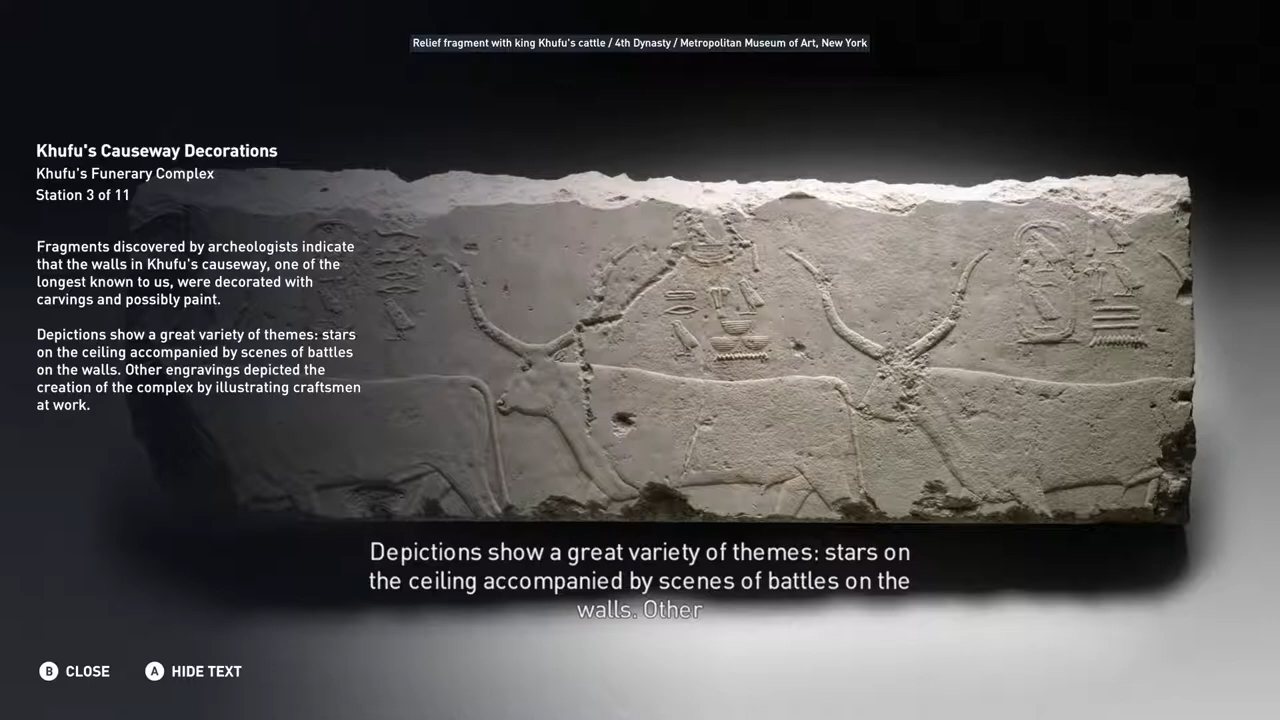 Relief fragment with king Khufu's cattle / 4th Dynasty / Metropolitan Museum of Art, New York
Khufu's Causeway Decorations
Khufu's Funerary Complex
Station 3 of 11
Fragments discovered by archeologists indicate
that the walls in Khufu's causeway, one of the
longest known to us, were decorated with
carvings and possibly paint.
Depictions show a great variety of themes: stars
on the ceiling accompanied by scenes of battles
on the walls. Other engravings depicted the
creation of the complex by illustrating craftsmen
at work.
Depictions show a great variety of themes: stars on
the ceiling accompanied by scenes of battles on the
walls. Other
B CLOSE A HIDE TEXT